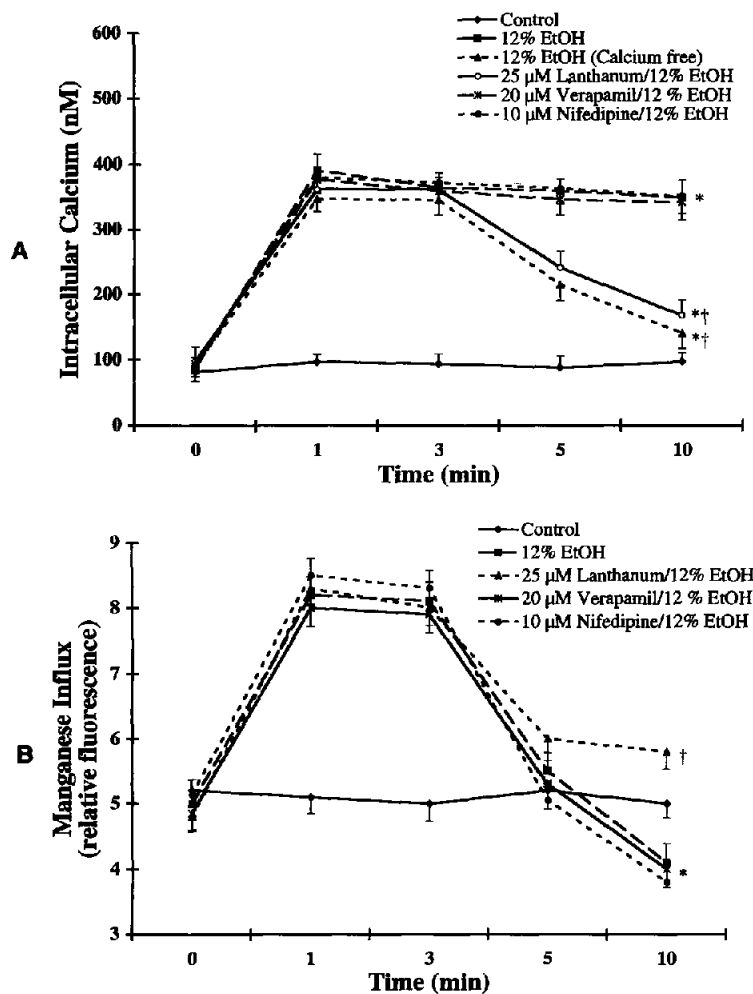 Control
12% EtOH
12% EtOH (Calcium free)
25 µM Lanthanum/12% EtOH
20 µM Verapamil/12 % EtOH
10 µM Nifedipine/12% EtOH
A
Intracellular Calcium (nM)
600
500
400
300
200
100
0
*
*†
*†
0 1 3 5 10
Time (min)
B
Manganese Influx
(relative fluorescence)
Control
12% EtOH
25 µM Lanthanum/12% EtOH
20 µM Verapamil/12 % EtOH
10 µM Nifedipine/12% EtOH
9
8
7
6
5
4
3
†
*
0 1 3 5 10
Time (min)